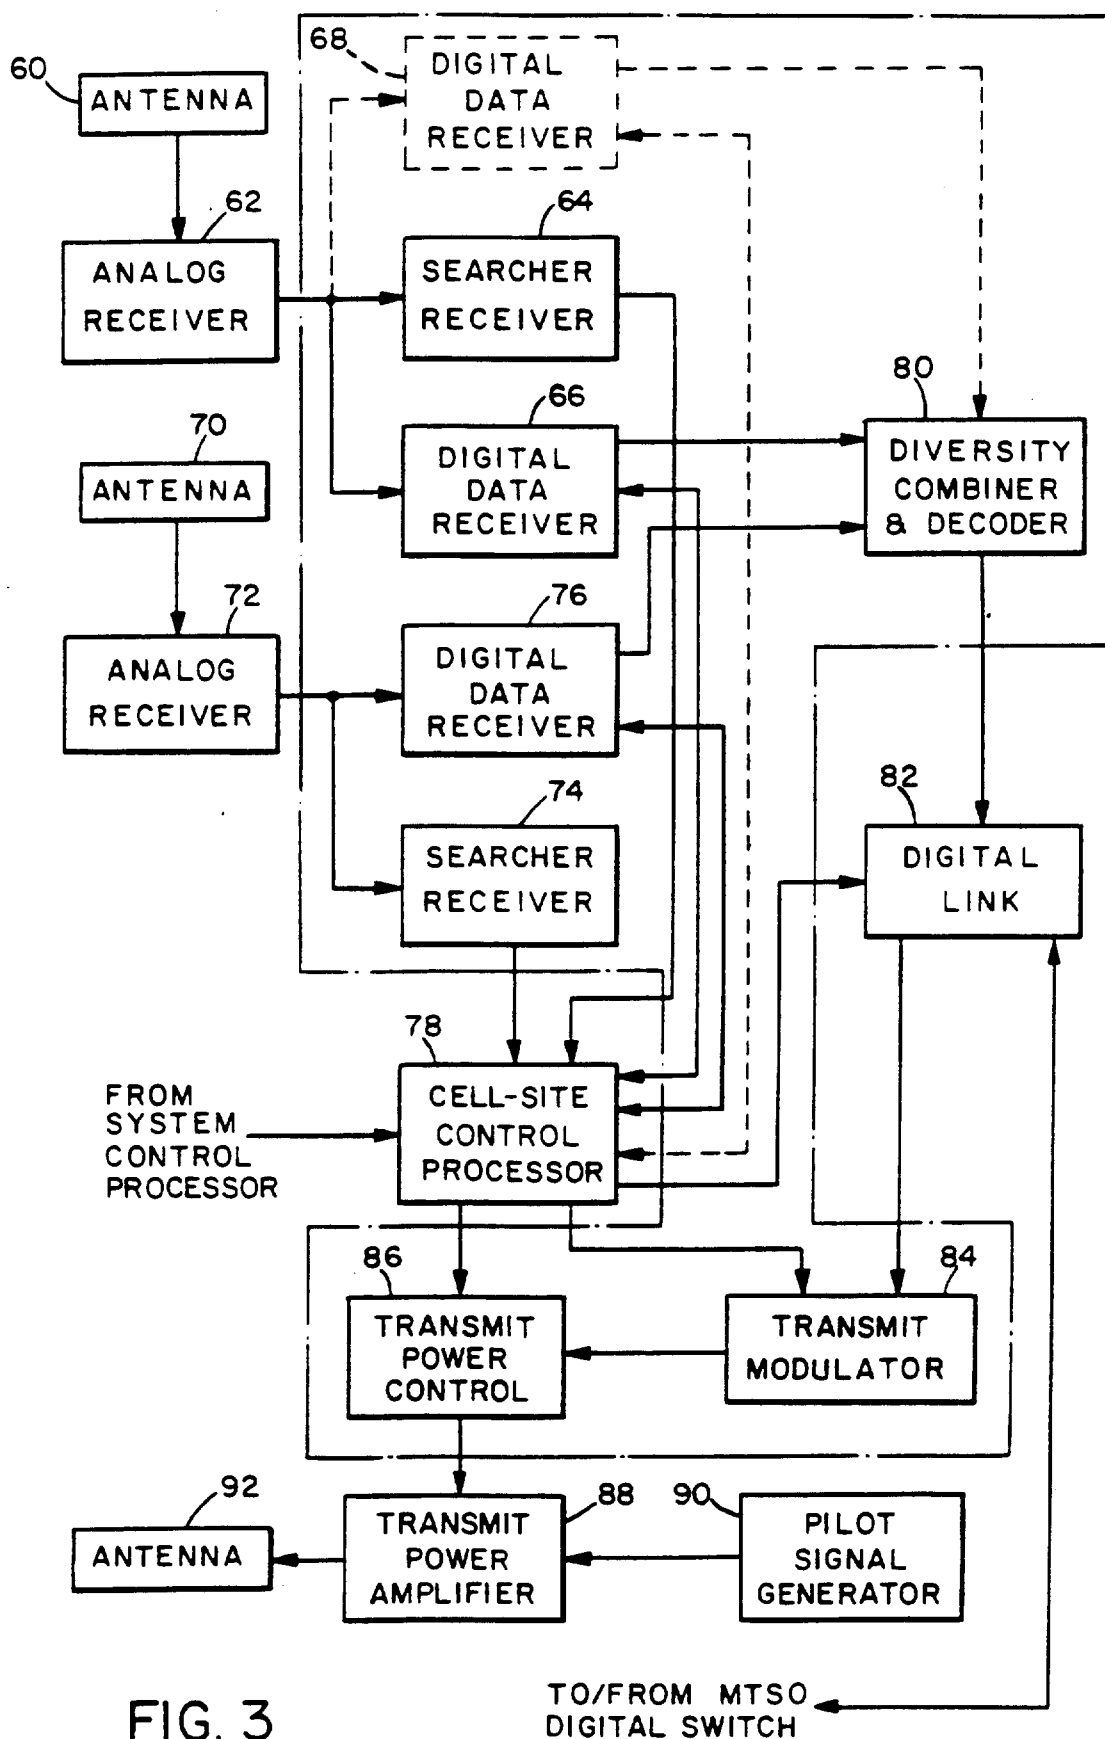 68
DIGITAL
DATA
RECEIVER
60
ANTENNA
62
ANALOG
RECEIVER
64
SEARCHER
RECEIVER
66
DIGITAL
DATA
RECEIVER
80
DIVERSITY
COMBINER
& DECODER
70
ANTENNA
72
ANALOG
RECEIVER
76
DIGITAL
DATA
RECEIVER
74
SEARCHER
RECEIVER
82
DIGITAL
LINK
78
CELL-SITE
CONTROL
PROCESSOR
FROM
SYSTEM
CONTROL
PROCESSOR
86
TRANSMIT
POWER
CONTROL
84
TRANSMIT
MODULATOR
92
ANTENNA
88
TRANSMIT
POWER
AMPLIFIER
90
PILOT
SIGNAL
GENERATOR
TO/FROM MTSO
DIGITAL SWITCH
FIG. 3